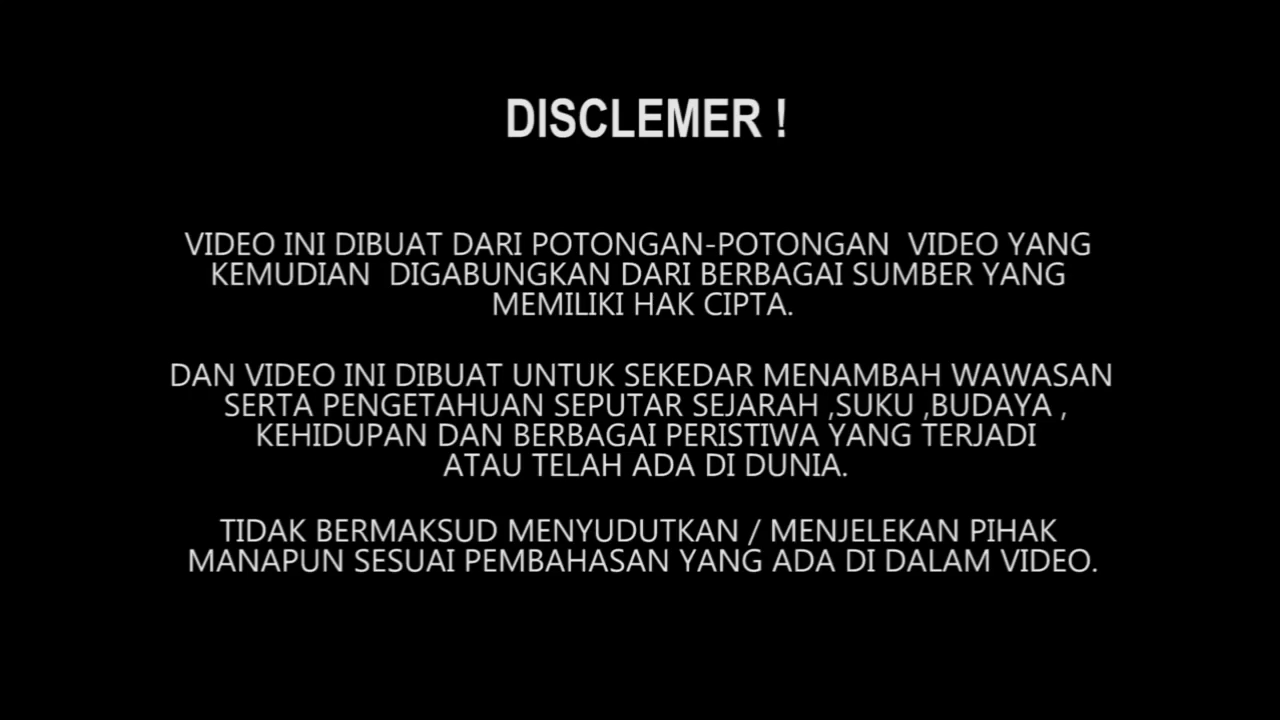 DISCLEMER !
VIDEO INI DIBUAT DARI POTONGAN-POTONGAN  VIDEO YANG
KEMUDIAN  DIGABUNGKAN DARI BERBAGAI SUMBER YANG
MEMILIKI HAK CIPTA.
DAN VIDEO INI DIBUAT UNTUK SEKEDAR MENAMBAH WAWASAN
SERTA PENGETAHUAN SEPUTAR SEJARAH ,SUKU ,BUDAYA ,
KEHIDUPAN DAN BERBAGAI PERISTIWA YANG TERJADI
ATAU TELAH ADA DI DUNIA.
TIDAK BERMAKSUD MENYUDUTKAN / MENJELEKAN PIHAK
MANAPUN SESUAI PEMBAHASAN YANG ADA DI DALAM VIDEO.